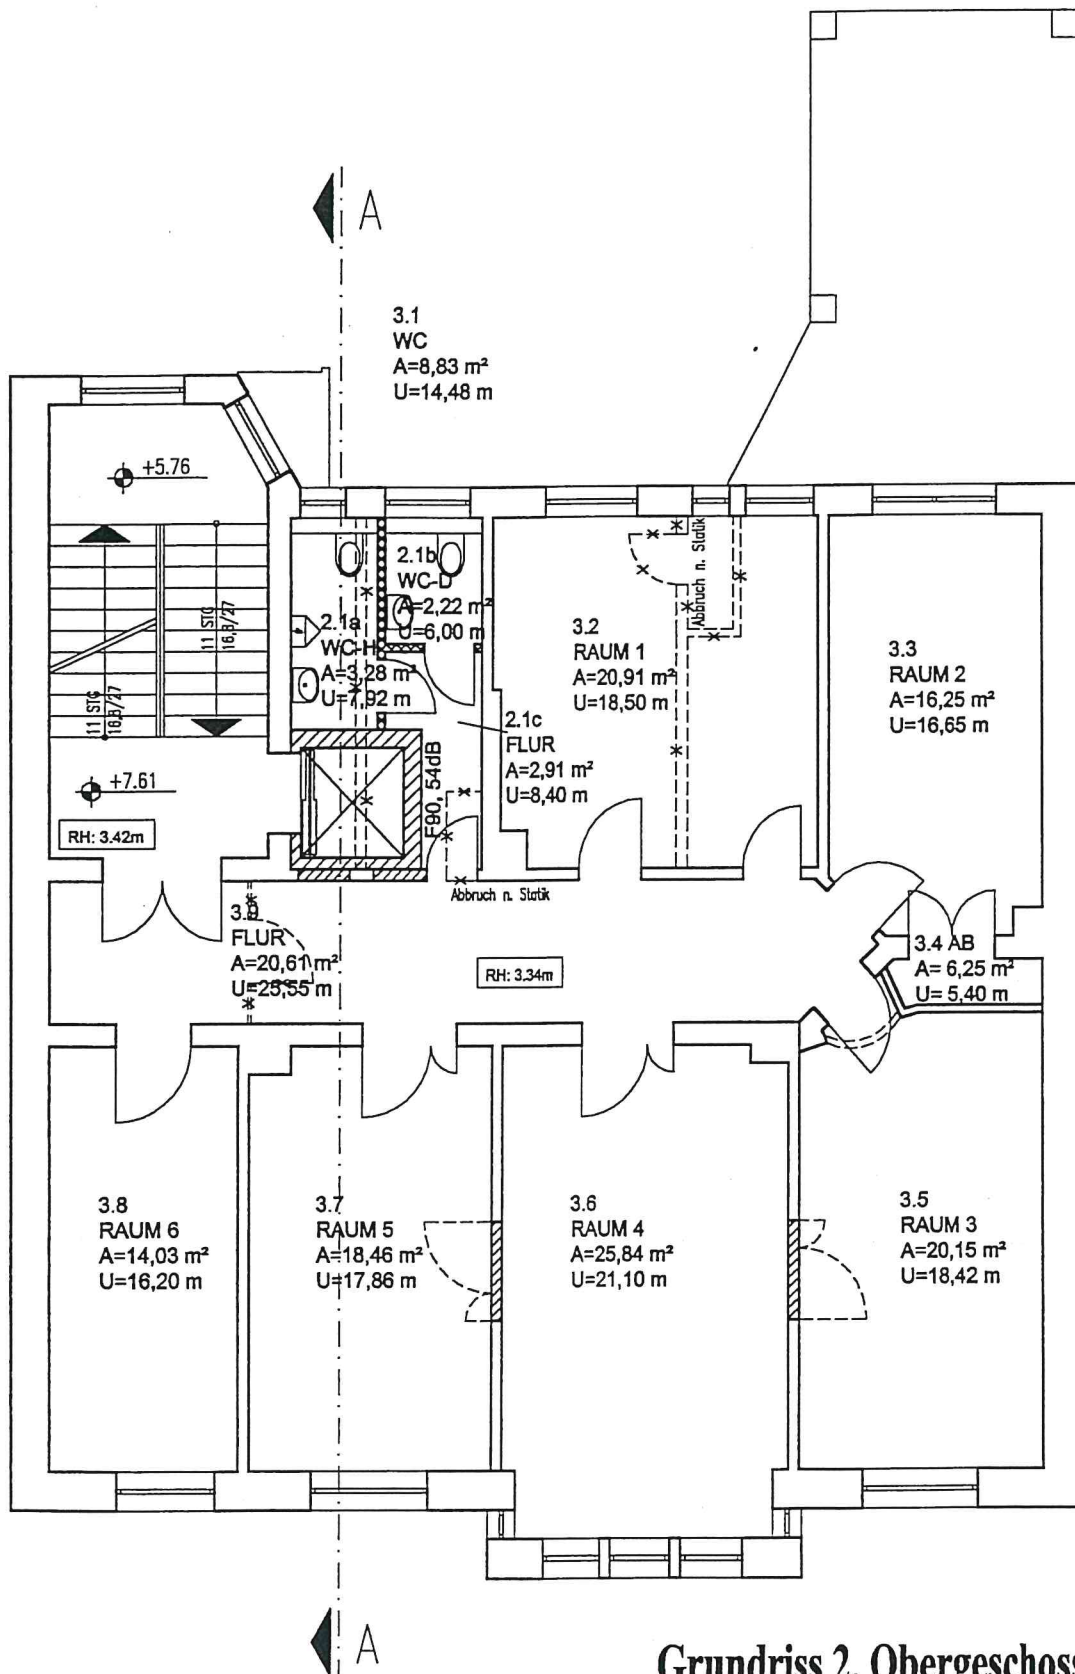 A
3.1
WC
A=8,83 m²
U=14,48 m
+5.76
11 STG
16,8/27
11 STG
16,8/27
2.1b
WC-D
A=2,22 m²
U=6,00 m
2.1a
WC-H
A=3,28 m²
U=7,92 m
Abbruch n. Statik
3.2
RAUM 1
A=20,91 m²
U=18,50 m
3.3
RAUM 2
A=16,25 m²
U=16,65 m
2.1c
FLUR
A=2,91 m²
U=8,40 m
F90, 54dB
+7.61
RH: 3.42m
Abbruch n. Statik
3.9
FLUR
A=20,61 m²
U=25,55 m
RH: 3.34m
3.4 AB
A= 6,25 m²
U= 5,40 m
3.8
RAUM 6
A=14,03 m²
U=16,20 m
3.7
RAUM 5
A=18,46 m²
U=17,86 m
3.6
RAUM 4
A=25,84 m²
U=21,10 m
3.5
RAUM 3
A=20,15 m²
U=18,42 m
A
Grundriss 2. Obergeschoss